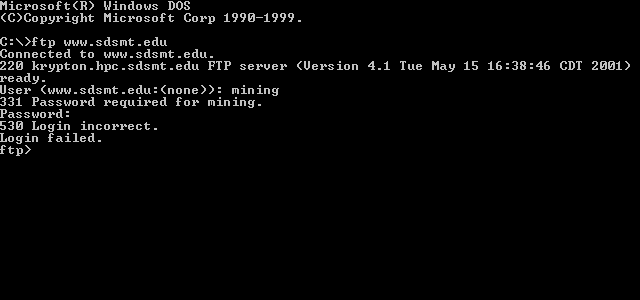 Microsoft(R) Windows DOS
(C)Copyright Microsoft Corp 1990-1999.
C:\>ftp www.sdsmt.edu
Connected to www.sdsmt.edu.
220 krypton.hpc.sdsmt.edu FTP server (Version 4.1 Tue May 15 16:38:46 CDT 2001)
ready.
User (www.sdsmt.edu:(none)): mining
331 Password required for mining.
Password:
530 Login incorrect.
Login failed.
ftp>